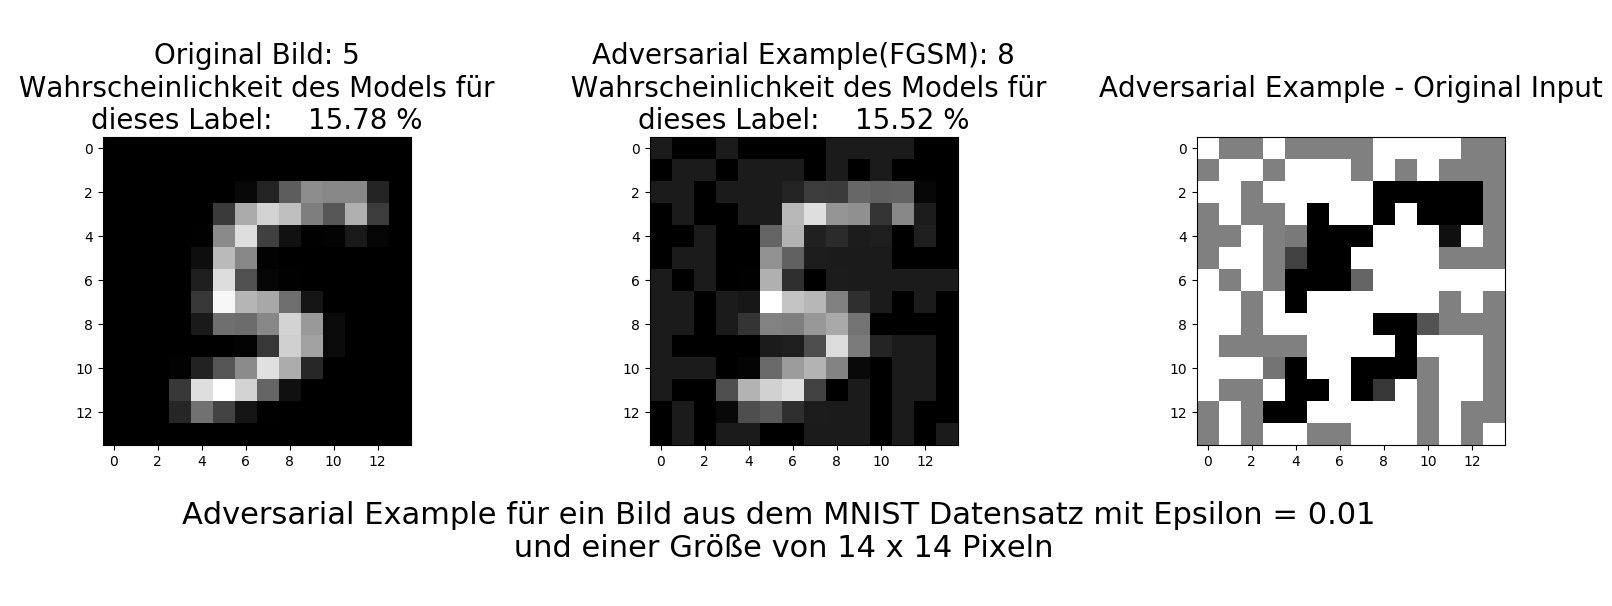 Original Bild: 5
Wahrscheinlichkeit des Models für
dieses Label:    15.78 %
Adversarial Example(FGSM): 8
Wahrscheinlichkeit des Models für
dieses Label:    15.52 %
Adversarial Example - Original Input
0
2
4
6
8
10
12
0 2 4 6 8 10 12
0
2
4
6
8
10
12
0 2 4 6 8 10 12
0
2
4
6
8
10
12
0 2 4 6 8 10 12
Adversarial Example für ein Bild aus dem MNIST Datensatz mit Epsilon = 0.01
und einer Größe von 14 x 14 Pixeln